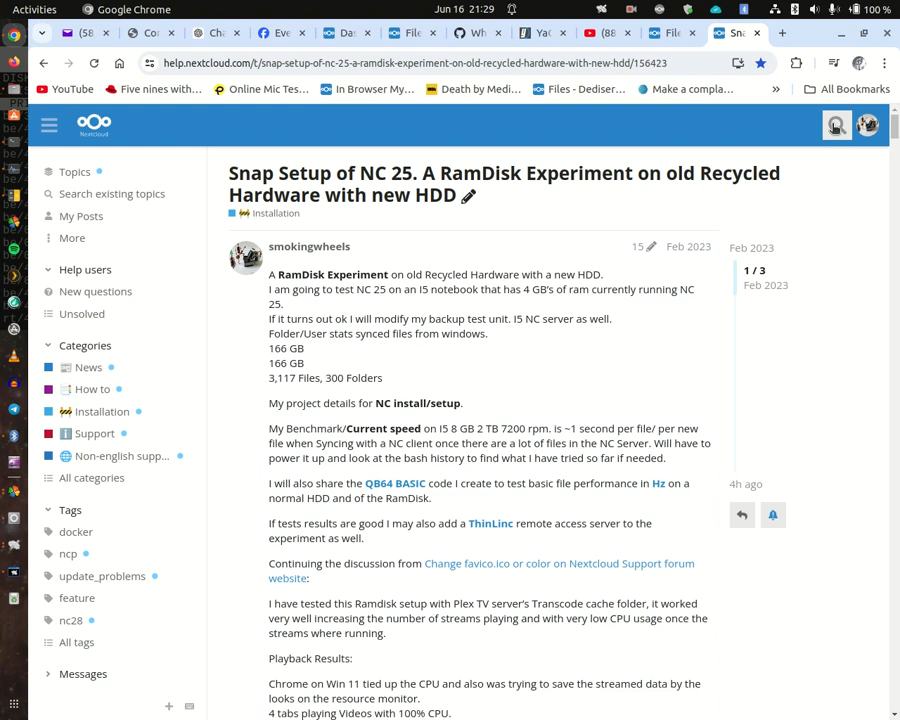 Activities
Google Chrome
Jun 16 21:29
100 %
(58
Cor
Cha
Eve
Das
File
Wh
YaC
(88
File
Sna
help.nextcloud.com/t/snap-setup-of-nc-25-a-ramdisk-experiment-on-old-recycled-hardware-with-new-hdd/156423
YouTube
Five nines with...
Online Mic Tes...
In Browser My...
Death by Medi...
Files - Dediser...
Make a compla...
»
All Bookmarks
Nextcloud
Topics
Search existing topics
My Posts
More
Help users
New questions
Unsolved
Categories
News
How to
Installation
Support
Non-english supp...
All categories
Tags
docker
ncp
update_problems
feature
nc28
All tags
Messages
Snap Setup of NC 25. A RamDisk Experiment on old Recycled
Hardware with new HDD
Installation
smokingwheels
15
Feb 2023
A RamDisk Experiment on old Recycled Hardware with a new HDD.
I am going to test NC 25 on an I5 notebook that has 4 GB's of ram currently running NC
25.
If it turns out ok I will modify my backup test unit. I5 NC server as well.
Folder/User stats synced files from windows.
166 GB
166 GB
3,117 Files, 300 Folders
My project details for NC install/setup.
My Benchmark/Current speed on I5 8 GB 2 TB 7200 rpm. is ~1 second per file/ per new
file when Syncing with a NC client once there are a lot of files in the NC Server. Will have to
power it up and look at the bash history to find what I have tried so far if needed.
I will also share the QB64 BASIC code I create to test basic file performance in Hz on a
normal HDD and of the RamDisk.
If tests results are good I may also add a ThinLinc remote access server to the
experiment as well.
Continuing the discussion from Change favico.ico or color on Nextcloud Support forum
website:
I have tested this Ramdisk setup with Plex TV server's Transcode cache folder, it worked
very well increasing the number of streams playing and with very low CPU usage once the
streams where running.
Playback Results:
Chrome on Win 11 tied up the CPU and also was trying to save the streamed data by the
looks on the resource monitor.
4 tabs playing Videos with 100% CPU.
Feb 2023
1 / 3
Feb 2023
4h ago